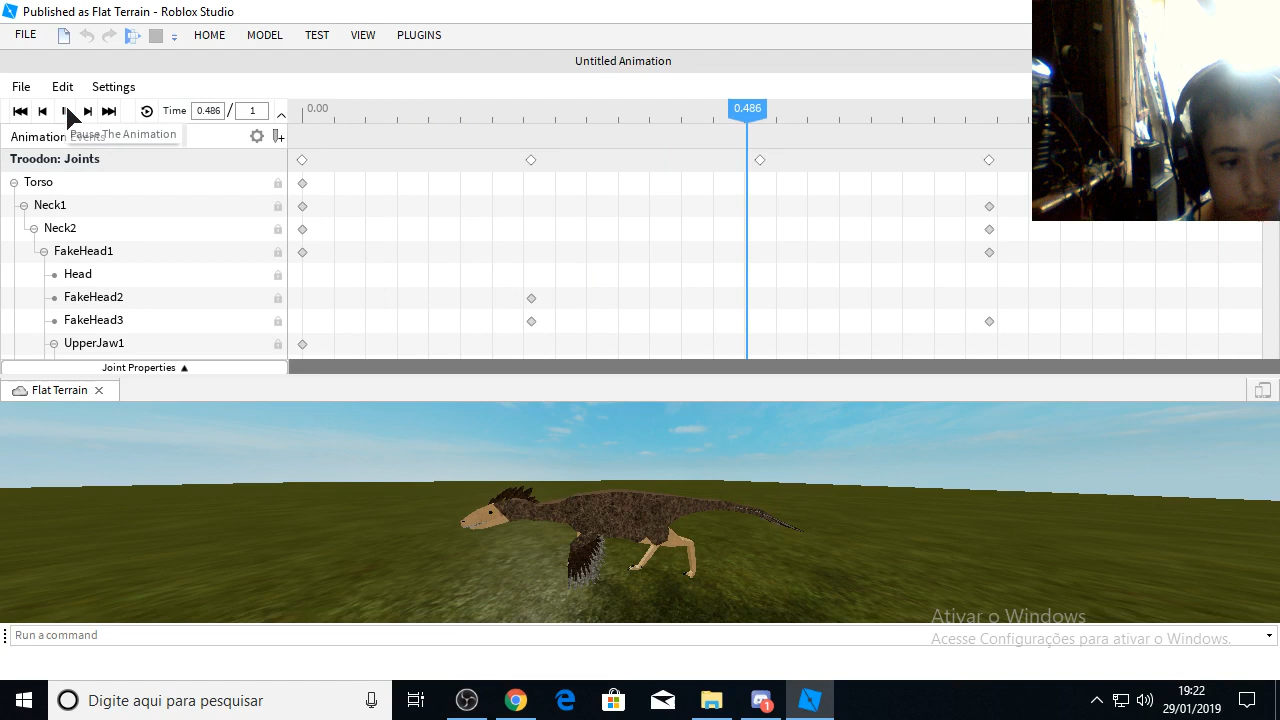 Published as Flat Terrain - Roblox Studio
FILE HOME MODEL TEST VIEW PLUGINS
Untitled Animation
File Edit Settings
Time 0.486 / 1 0.00 0.486
Pause The Animation
Animation Events
Troodon: Joints
Torso
Neck1
Neck2
FakeHead1
Head
FakeHead2
FakeHead3
UpperJaw1
Joint Properties ▲
Flat Terrain
Ativar o Windows
Run a command
Acesse Configurações para ativar o Windows.
Digite aqui para pesquisar
1
19:22
29/01/2019